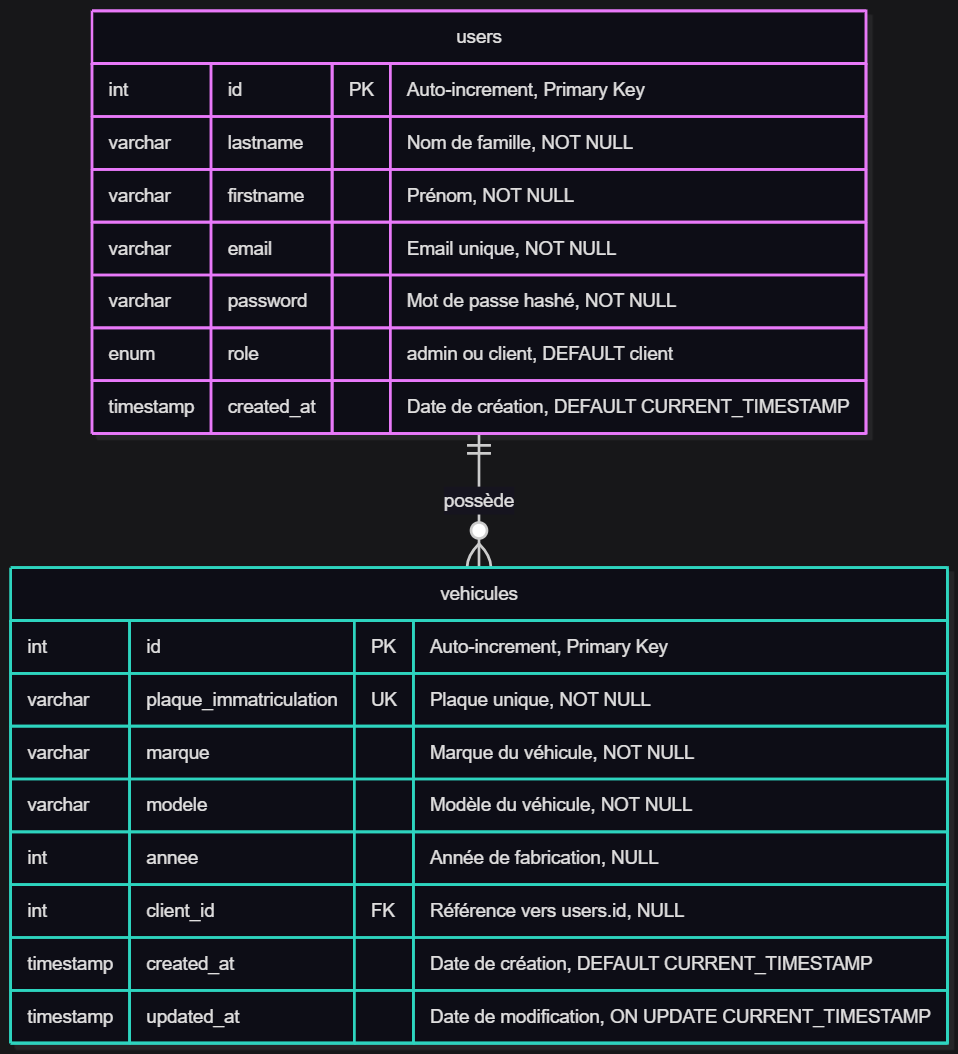 users
int id PK Auto-increment, Primary Key
varchar lastname Nom de famille, NOT NULL
varchar firstname Prénom, NOT NULL
varchar email Email unique, NOT NULL
varchar password Mot de passe hashé, NOT NULL
enum role admin ou client, DEFAULT client
timestamp created_at Date de création, DEFAULT CURRENT_TIMESTAMP
possède
vehicules
int id PK Auto-increment, Primary Key
varchar plaque_immatriculation UK Plaque unique, NOT NULL
varchar marque Marque du véhicule, NOT NULL
varchar modele Modèle du véhicule, NOT NULL
int annee Année de fabrication, NULL
int client_id FK Référence vers users.id, NULL
timestamp created_at Date de création, DEFAULT CURRENT_TIMESTAMP
timestamp updated_at Date de modification, ON UPDATE CURRENT_TIMESTAMP